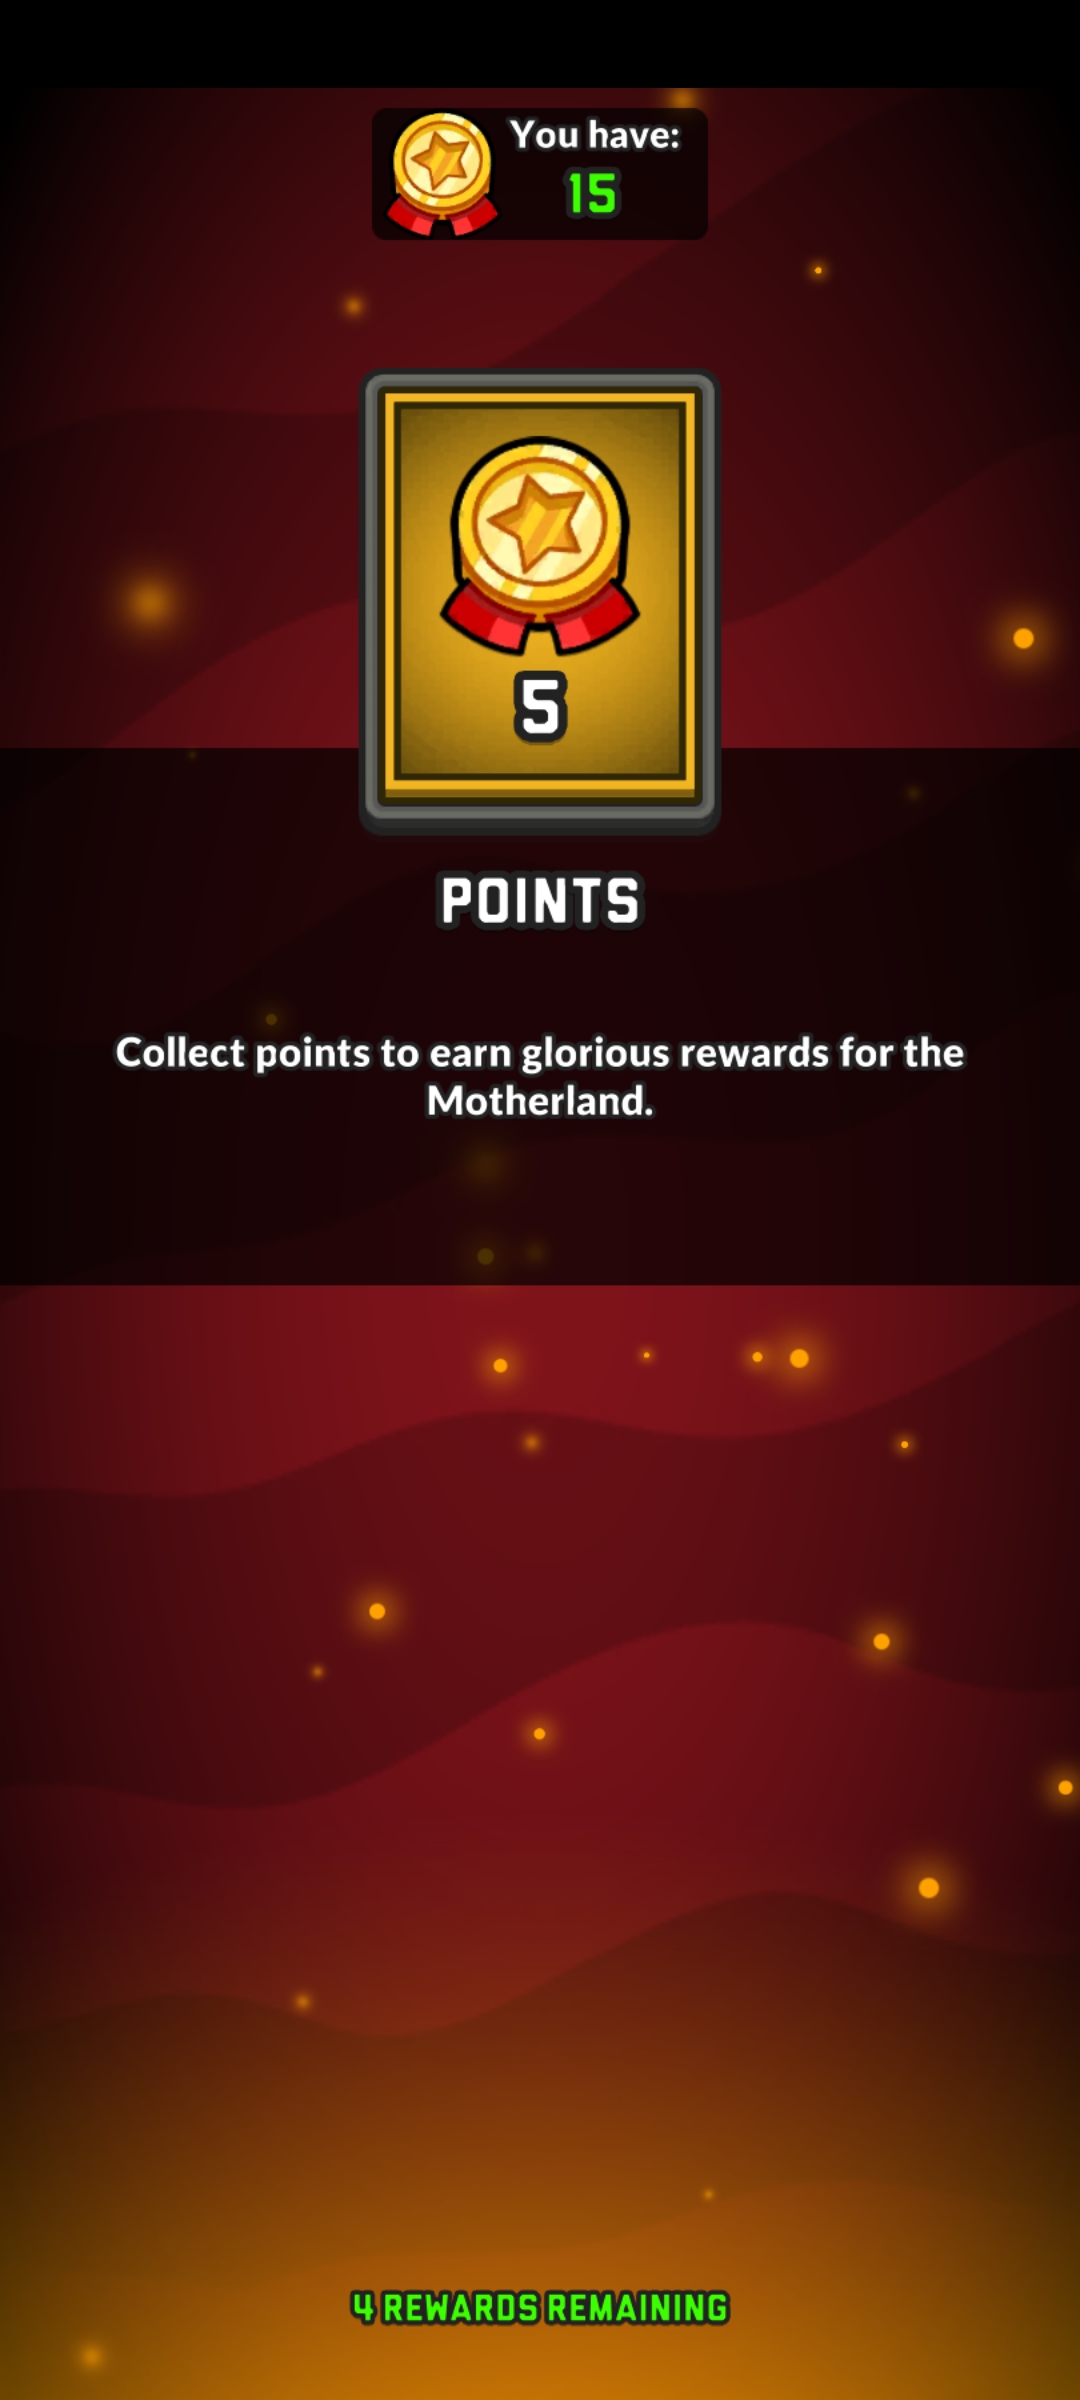 You have:
15
5
POINTS
Collect points to earn glorious rewards for the
Motherland.
4 REWARDS REMAINING